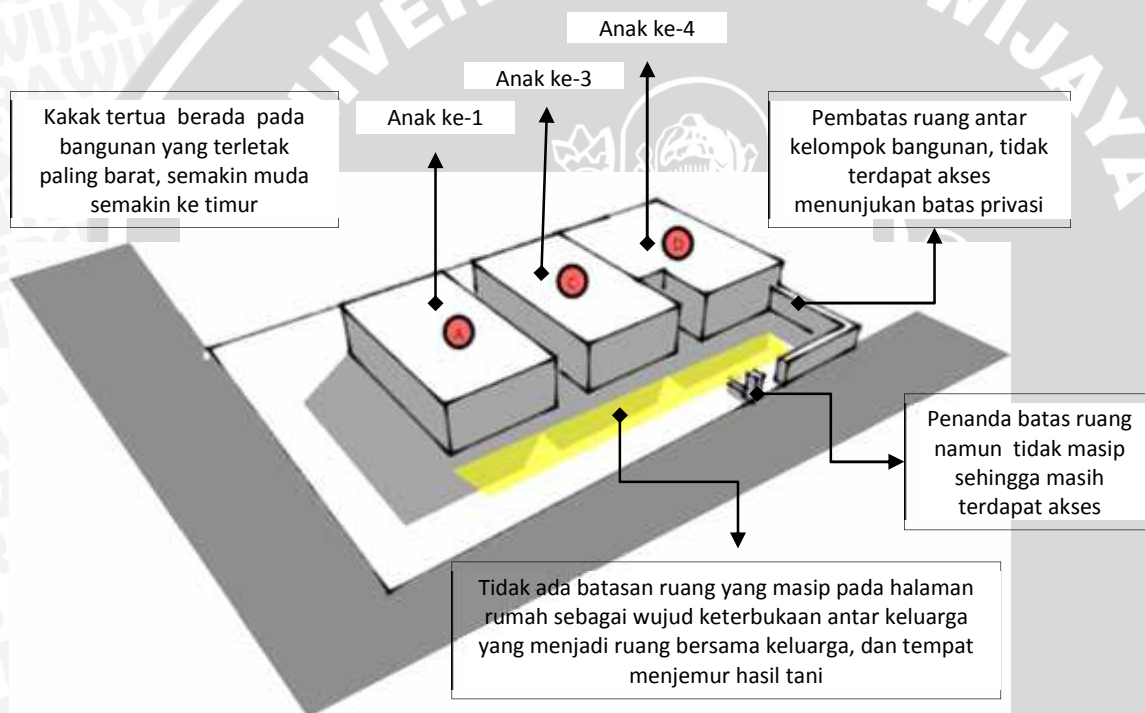 Anak ke-4
Anak ke-3
Anak ke-1
Kakak tertua berada pada
bangunan yang terletak
paling barat, semakin muda
semakin ke timur
Pembatas ruang antar
kelompok bangunan, tidak
terdapat akses
menunjukan batas privasi
D
C
A
Penanda batas ruang
namun tidak masip
sehingga masih
terdapat akses
Tidak ada batasan ruang yang masip pada halaman
rumah sebagai wujud keterbukaan antar keluarga
yang menjadi ruang bersama keluarga, dan tempat
menjemur hasil tani